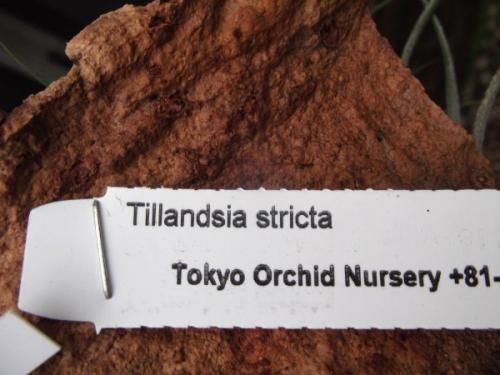 Tillandsia stricta
Tokyo Orchid Nursery +81-